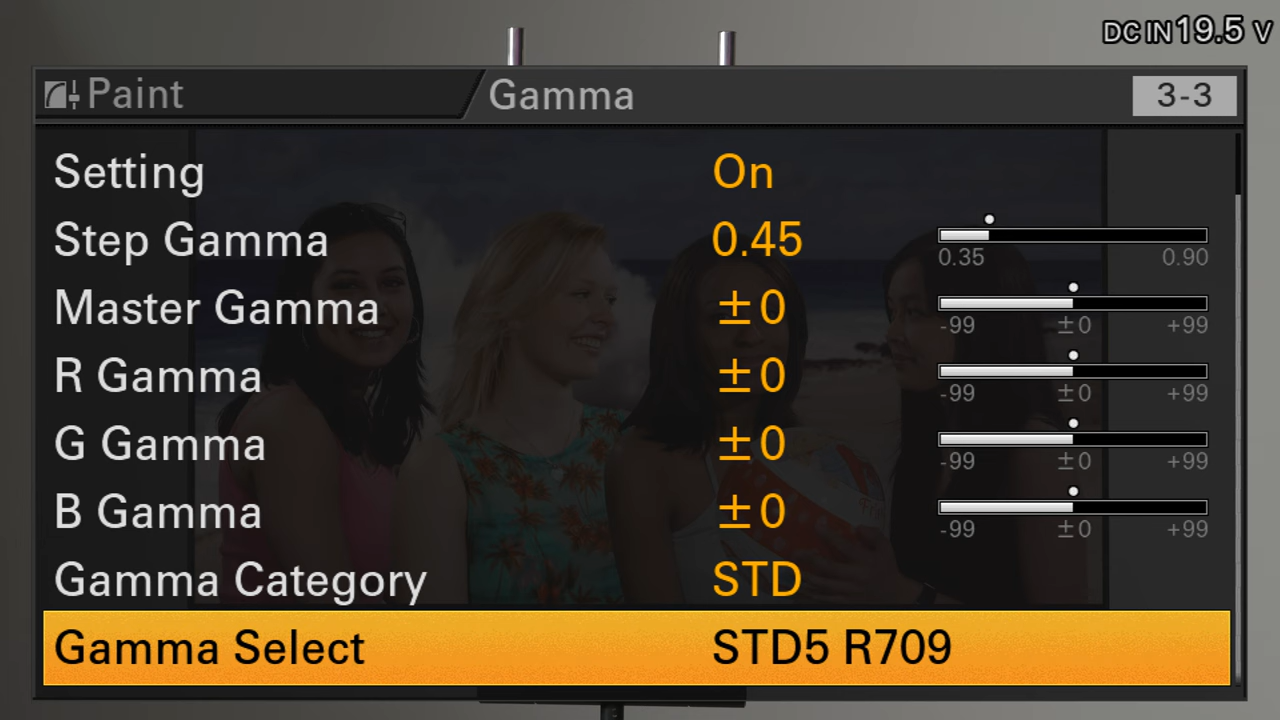 DC IN 19.5 V
Paint Gamma 3-3
Setting On
Step Gamma 0.45
0.35 0.90
Master Gamma ±0
-99 ±0 +99
R Gamma ±0
-99 ±0 +99
G Gamma ±0
-99 ±0 +99
B Gamma ±0
-99 ±0 +99
Gamma Category STD
Gamma Select STD5 R709